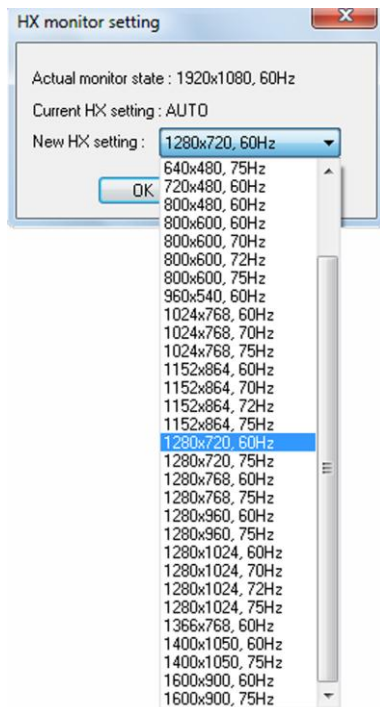 HX monitor setting
Actual monitor state : 1920x1080, 60Hz
Current HX setting : AUTO
New HX setting : 1280x720, 60Hz
OK
640x480, 75Hz
720x480, 60Hz
800x480, 60Hz
800x600, 60Hz
800x600, 70Hz
800x600, 72Hz
800x600, 75Hz
960x540, 60Hz
1024x768, 60Hz
1024x768, 70Hz
1024x768, 75Hz
1152x864, 60Hz
1152x864, 70Hz
1152x864, 72Hz
1152x864, 75Hz
1280x720, 60Hz
1280x720, 75Hz
1280x768, 60Hz
1280x768, 75Hz
1280x960, 60Hz
1280x960, 75Hz
1280x1024, 60Hz
1280x1024, 70Hz
1280x1024, 72Hz
1280x1024, 75Hz
1366x768, 60Hz
1400x1050, 60Hz
1400x1050, 75Hz
1600x900, 60Hz
1600x900, 75Hz